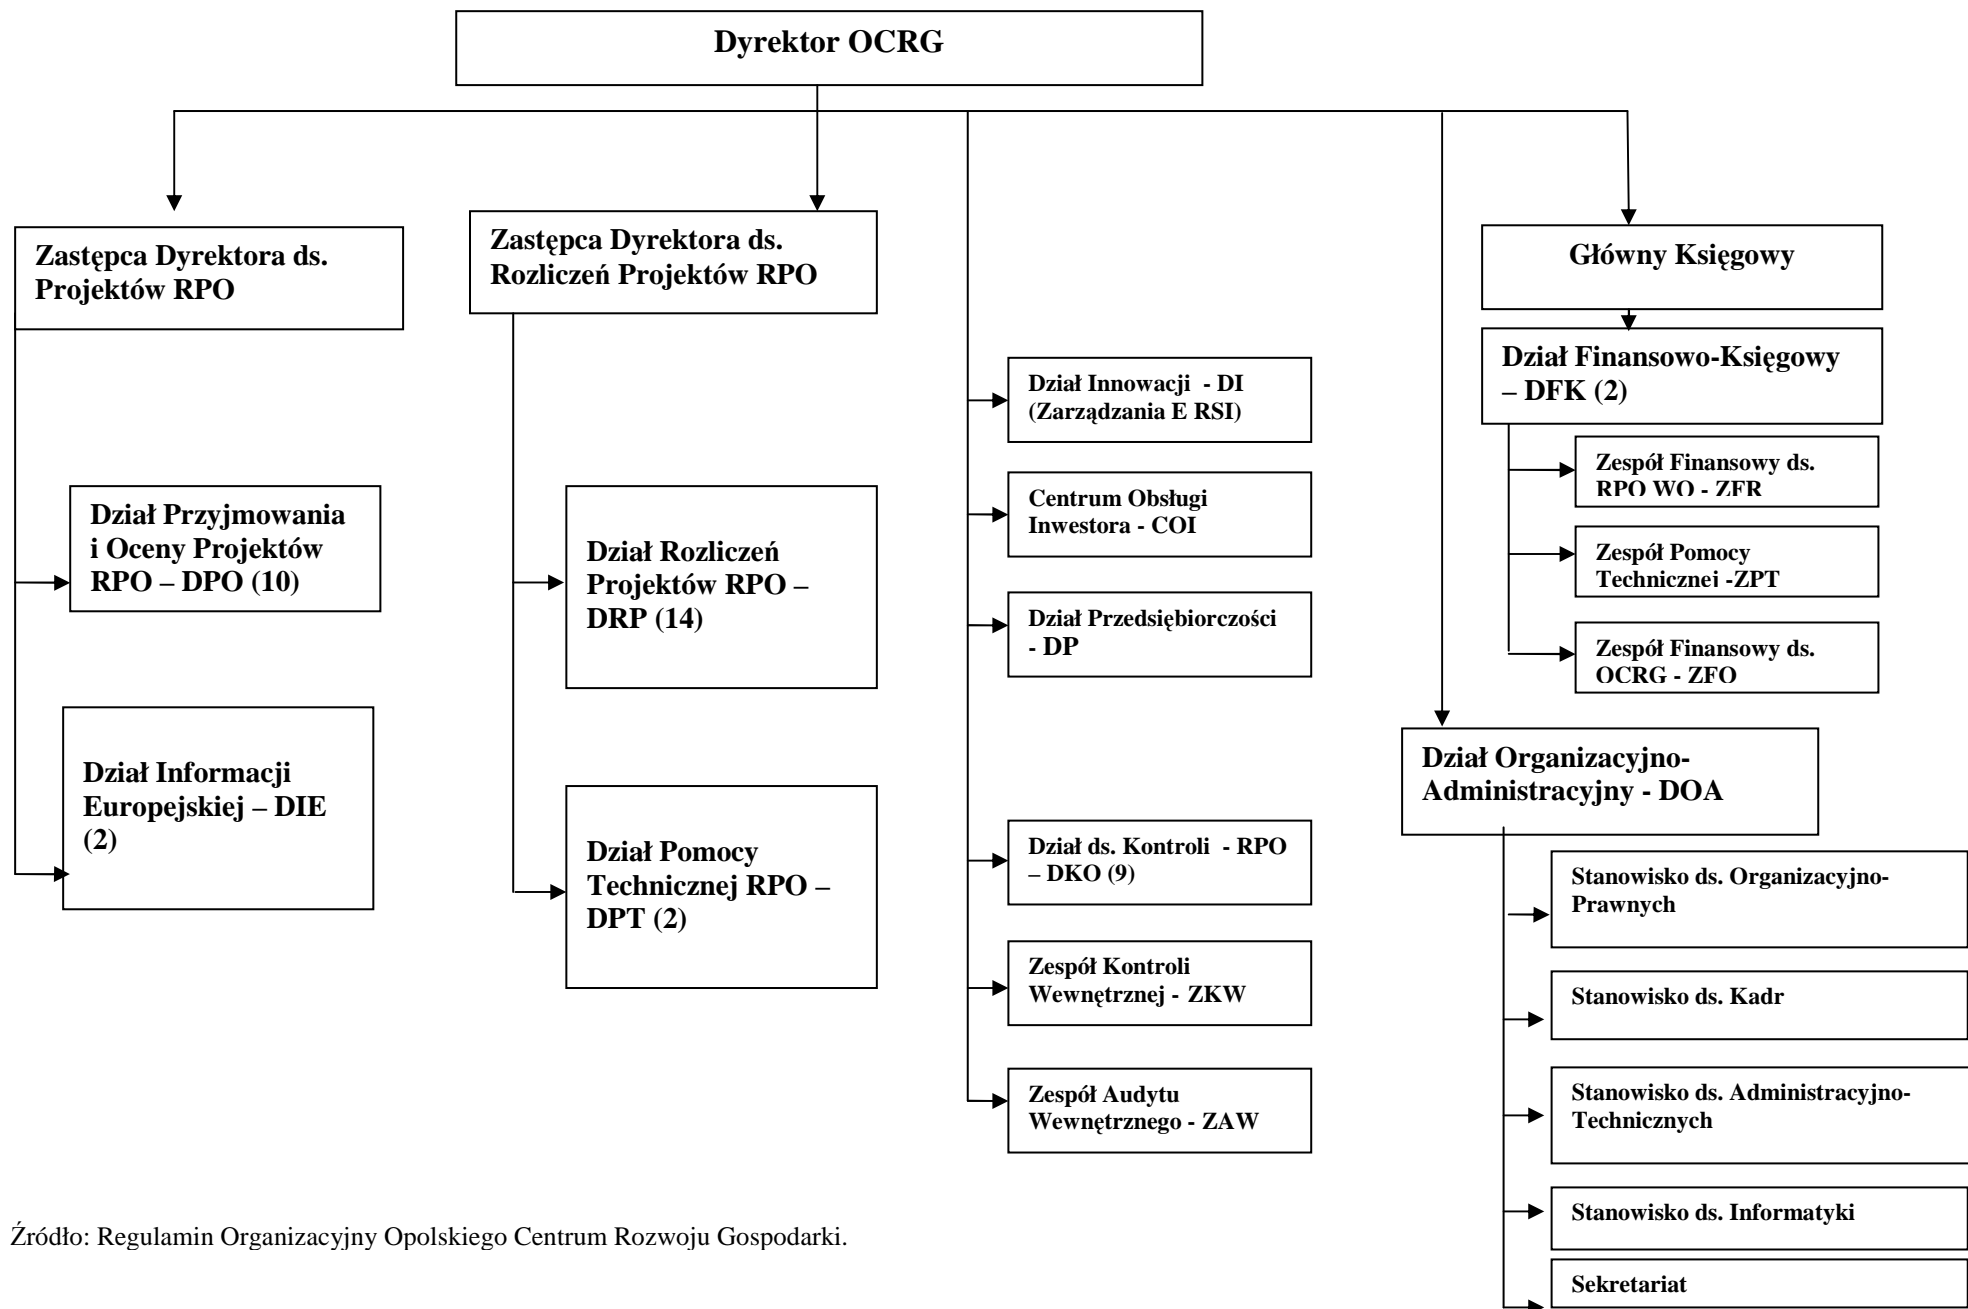 Dyrektor OCRG
Zastępca Dyrektora ds.
Projektów RPO
Dział Przyjmowania
i Oceny Projektów
RPO – DPO (10)
Dział Informacji
Europejskiej – DIE
(2)
Zastępca Dyrektora ds.
Rozliczeń Projektów RPO
Dział Rozliczeń
Projektów RPO –
DRP (14)
Dział Pomocy
Technicznej RPO –
DPT (2)
Dział Innowacji - DI
(Zarządzania E RSI)
Centrum Obsługi
Inwestora - COI
Dział Przedsiębiorczości
- DP
Dział ds. Kontroli - RPO
– DKO (9)
Zespół Kontroli
Wewnętrznej - ZKW
Zespół Audytu
Wewnętrznego - ZAW
Główny Księgowy
Dział Finansowo-Księgowy
– DFK (2)
Zespół Finansowy ds.
RPO WO - ZFR
Zespół Pomocy
Technicznej -ZPT
Zespół Finansowy ds.
OCRG - ZFO
Dział Organizacyjno-
Administracyjny - DOA
Stanowisko ds. Organizacyjno-
Prawnych
Stanowisko ds. Kadr
Stanowisko ds. Administracyjno-
Technicznych
Stanowisko ds. Informatyki
Sekretariat
Źródło: Regulamin Organizacyjny Opolskiego Centrum Rozwoju Gospodarki.